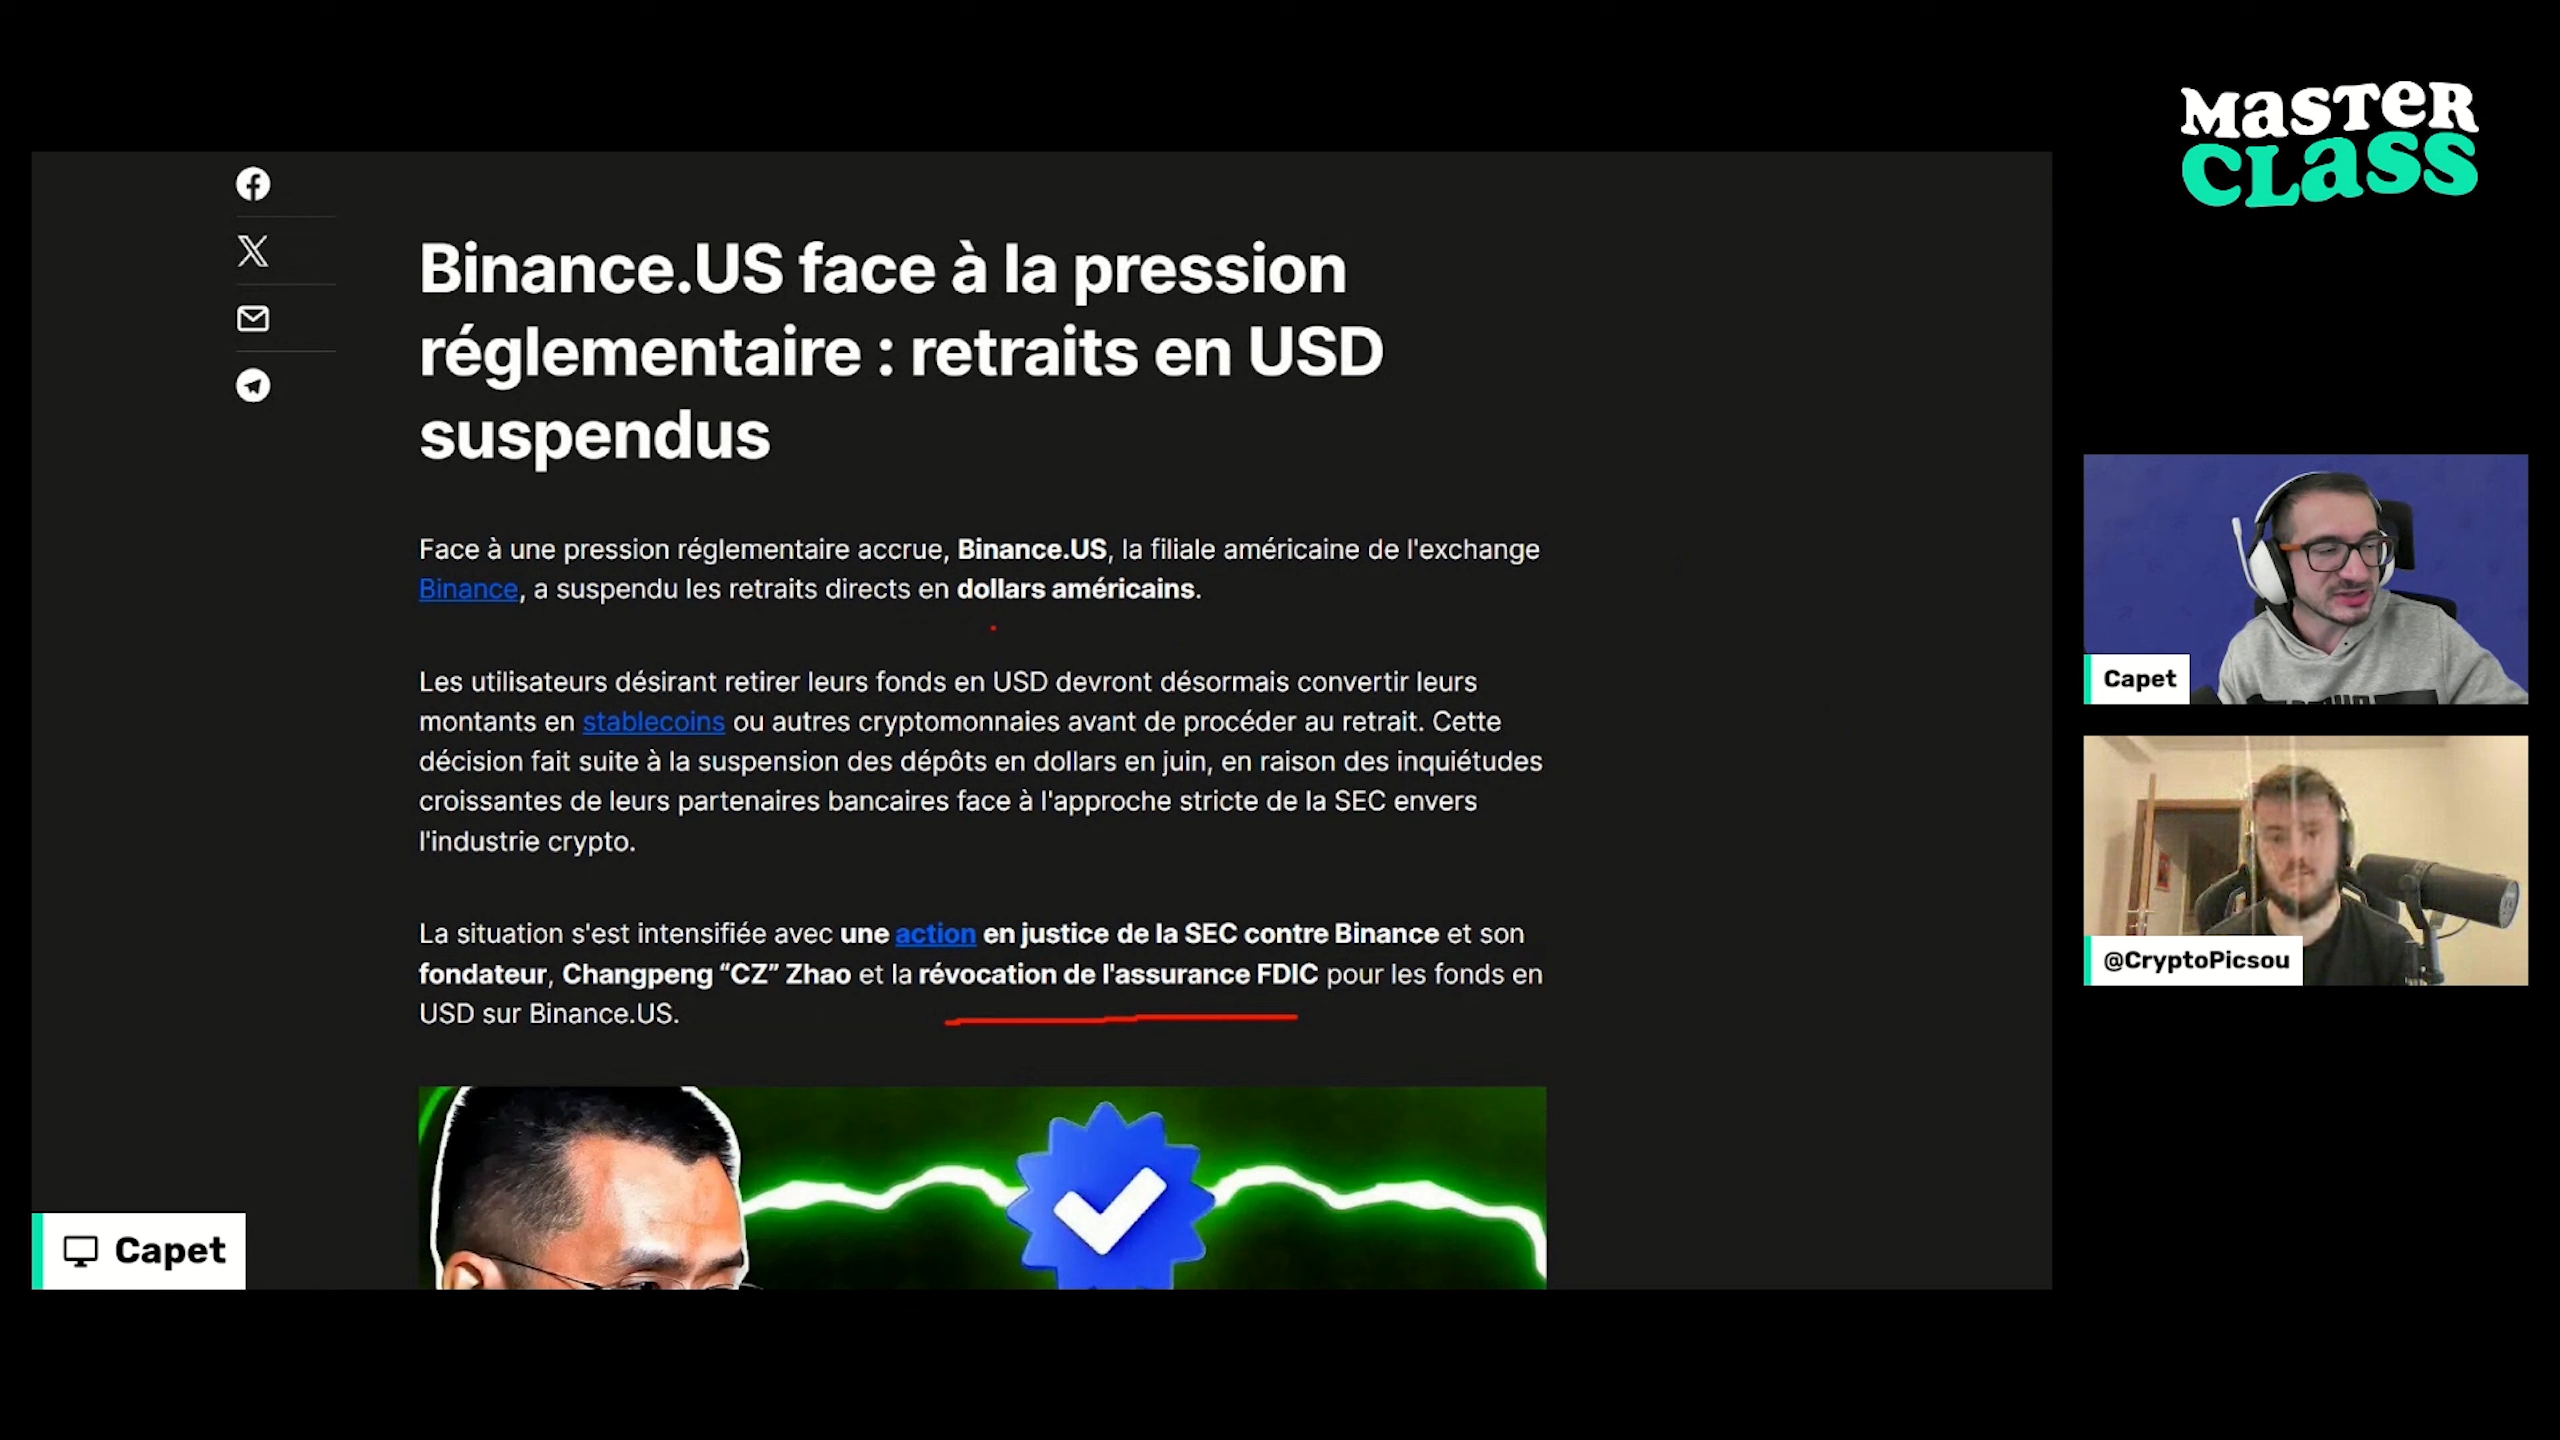 MASTER
CLASS
Binance.US face à la pression
réglementaire : retraits en USD
suspendus
Face à une pression réglementaire accrue, Binance.US, la filiale américaine de l'exchange
Binance, a suspendu les retraits directs en dollars américains.
Les utilisateurs désirant retirer leurs fonds en USD devront désormais convertir leurs
montants en stablecoins ou autres cryptomonnaies avant de procéder au retrait. Cette
décision fait suite à la suspension des dépôts en dollars en juin, en raison des inquiétudes
croissantes de leurs partenaires bancaires face à l'approche stricte de la SEC envers
l'industrie crypto.
La situation s'est intensifiée avec une action en justice de la SEC contre Binance et son
fondateur, Changpeng “CZ” Zhao et la révocation de l'assurance FDIC pour les fonds en
USD sur Binance.US.
Capet
@CryptoPicsou
Capet